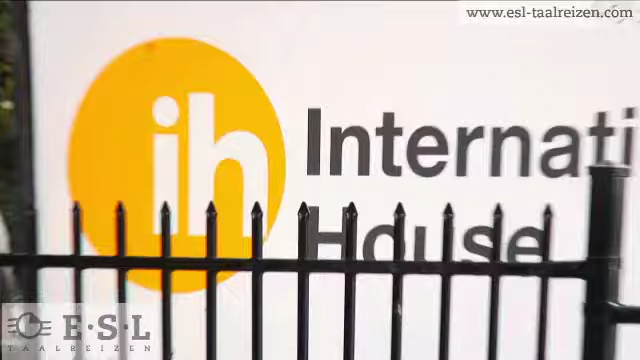 www.esl-taalreizen.com
ih
Internati
House
E·S·L
TAALREIZEN